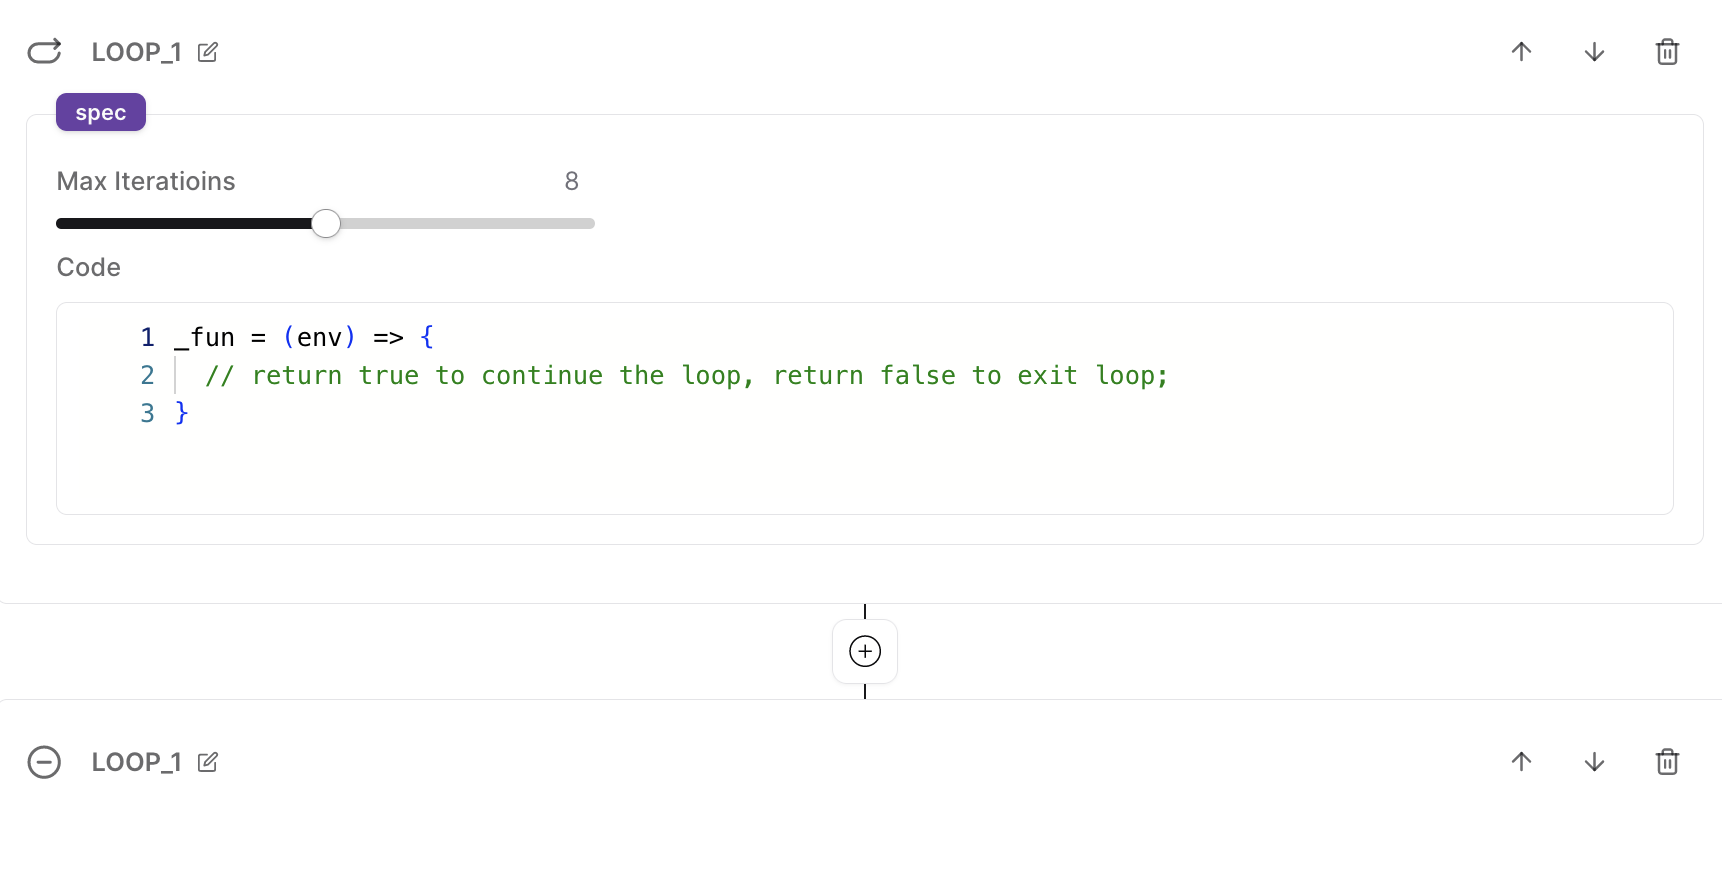 LOOP_1
spec
Max Iteratioins 8
Code
1 _fun = (env) => {
2 // return true to continue the loop, return false to exit loop;
3 }
LOOP_1